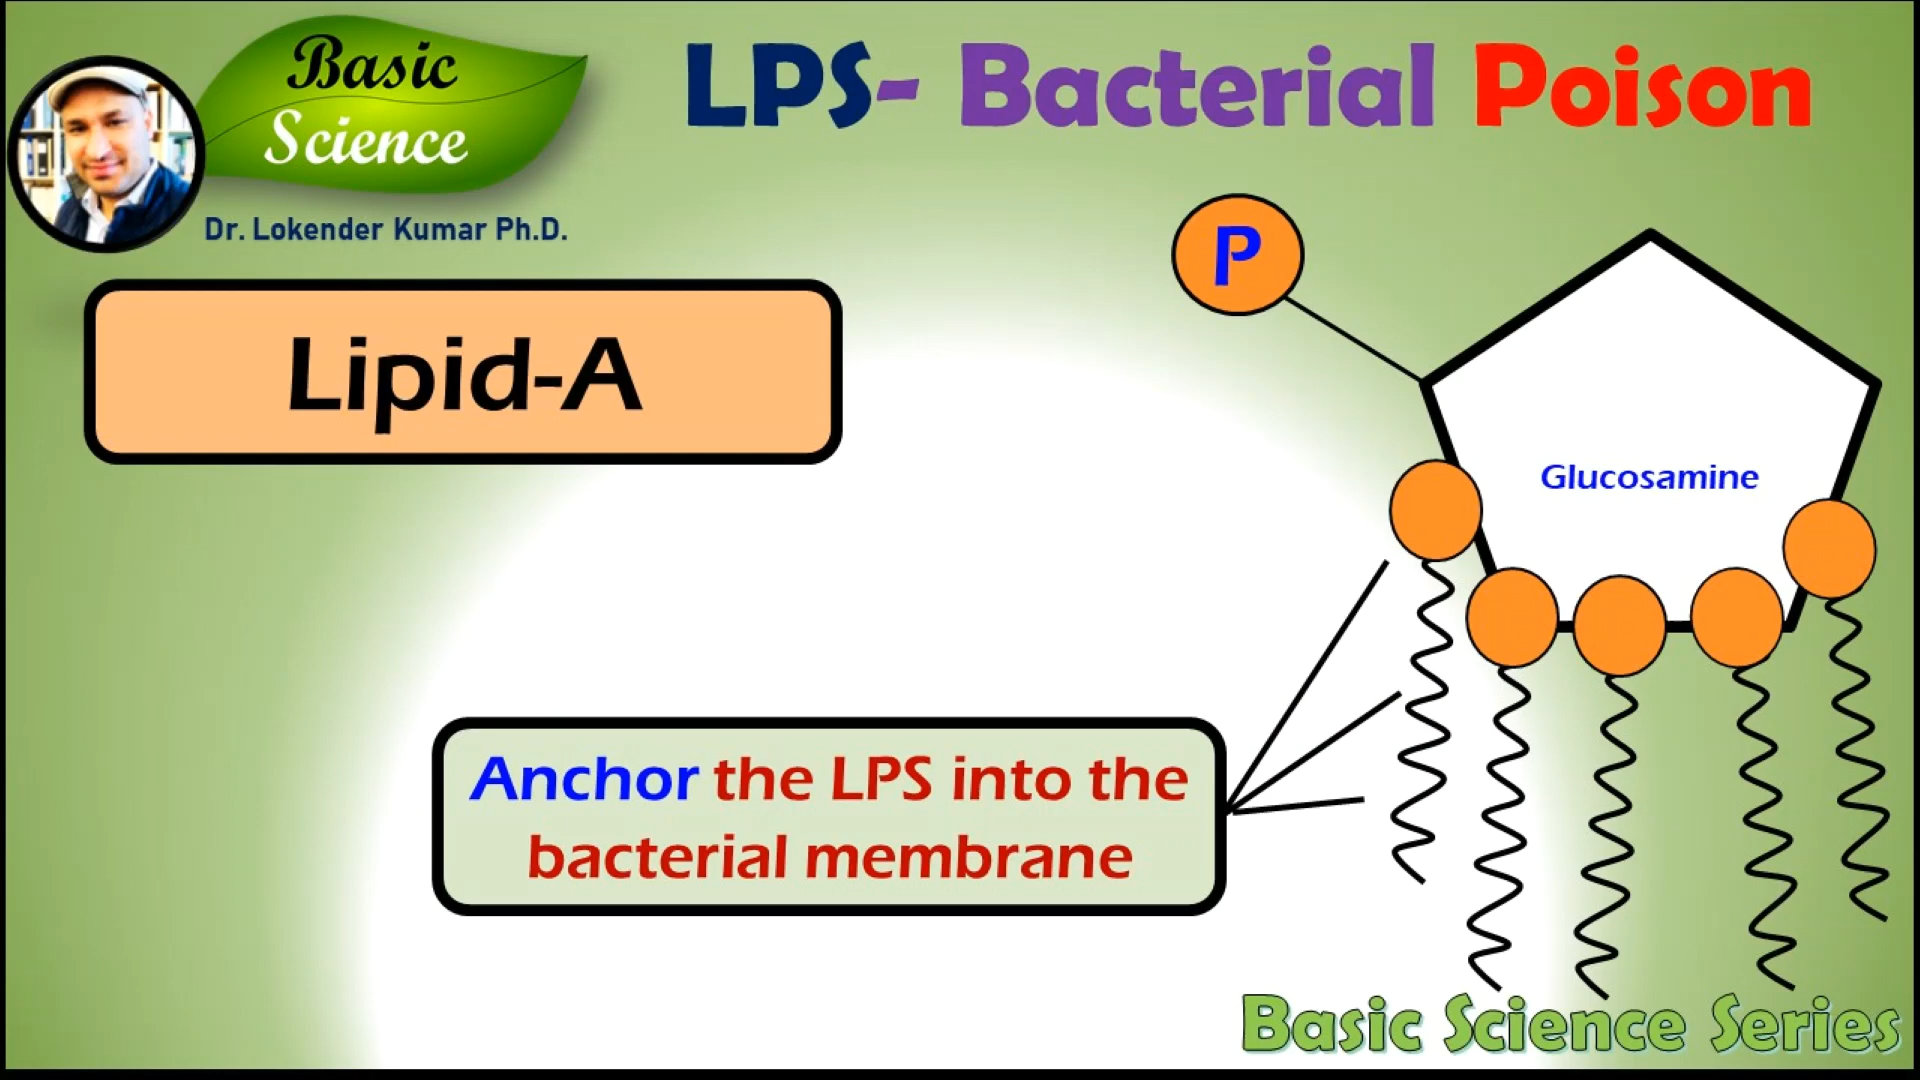 Basic
Science
Dr. Lokender Kumar Ph.D.
LPS- Bacterial Poison
Lipid-A
P
Glucosamine
Anchor the LPS into the
bacterial membrane
Basic Science Series